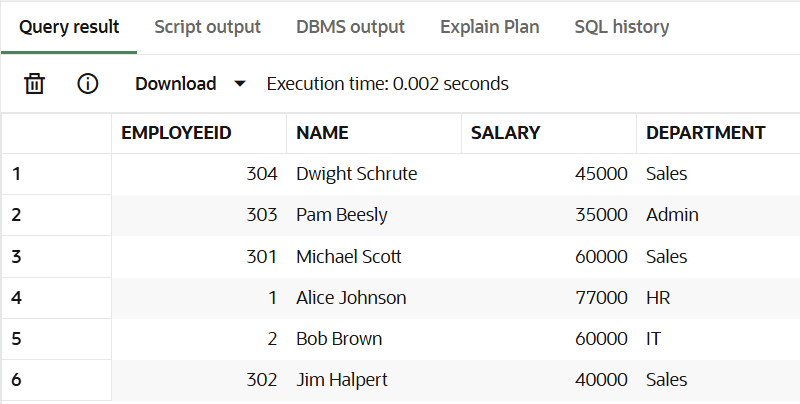 Query result Script output DBMS output Explain Plan SQL history
Download Execution time: 0.002 seconds
EMPLOYEEID NAME SALARY DEPARTMENT
1 304 Dwight Schrute 45000 Sales
2 303 Pam Beesly 35000 Admin
3 301 Michael Scott 60000 Sales
4 1 Alice Johnson 77000 HR
5 2 Bob Brown 60000 IT
6 302 Jim Halpert 40000 Sales